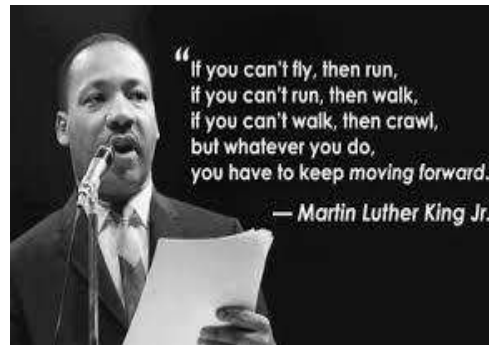 “If you can't fly, then run,
if you can't run, then walk,
if you can't walk, then crawl,
but whatever you do,
you have to keep moving forward.
— Martin Luther King Jr.